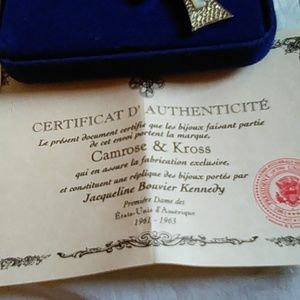 CERTIFICAT D'AUTHENTICITÉ
Le présent document certifie que les bijoux faisant partie
de cet envoi portent la marque,
Camrose & Kross
qui en assure la fabrication exclusive,
et constituent une réplique des bijoux portés par
Jacqueline Bouvier Kennedy
Première Dame des
États-Unis d'Amérique
1961 - 1963